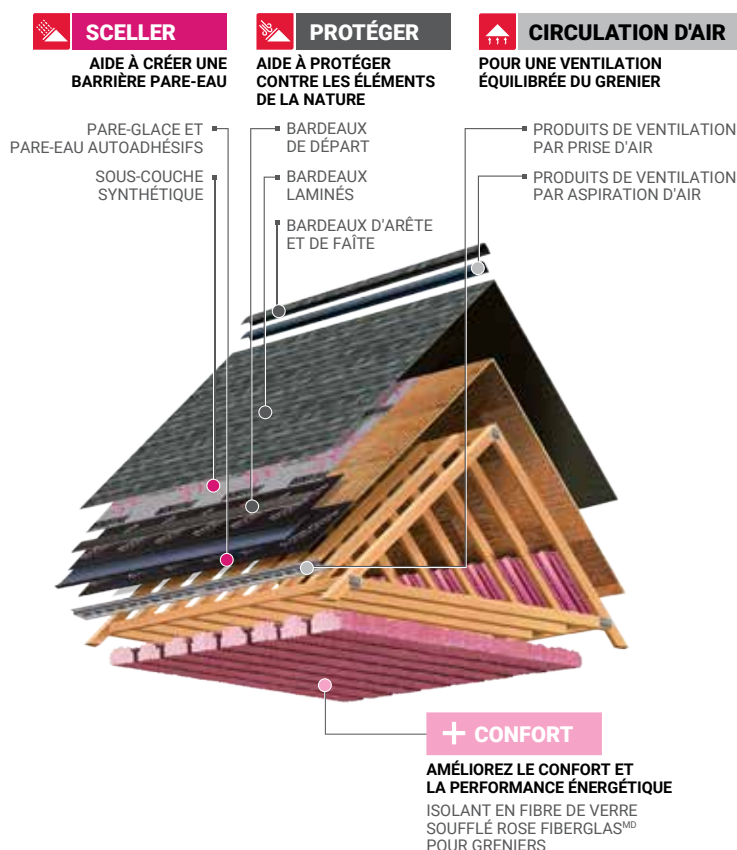 SCELLER
AIDE À CRÉER UNE
BARRIÈRE PARE-EAU
PARE-GLACE ET
PARE-EAU AUTOADHÉSIFS
SOUS-COUCHE
SYNTHÉTIQUE
PROTÉGER
AIDE À PROTÉGER
CONTRE LES ÉLÉMENTS
DE LA NATURE
BARDEAUX
DE DÉPART
BARDEAUX
LAMINÉS
BARDEAUX D'ARÊTE
ET DE FAÎTE
CIRCULATION D'AIR
POUR UNE VENTILATION
ÉQUILIBRÉE DU GRENIER
PRODUITS DE VENTILATION
PAR PRISE D'AIR
PRODUITS DE VENTILATION
PAR ASPIRATION D'AIR
+ CONFORT
AMÉLIOREZ LE CONFORT ET
LA PERFORMANCE ÉNERGÉTIQUE
ISOLANT EN FIBRE DE VERRE
SOUFFLÉ ROSE FIBERGLAS^MD
POUR GRENIERS